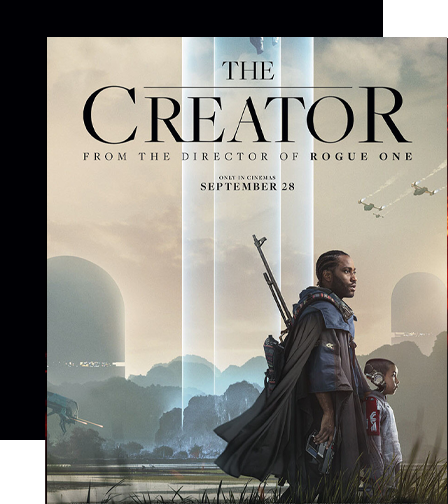 THE
CREATOR
FROM THE DIRECTOR OF ROGUE ONE
ONLY IN CINEMAS
SEPTEMBER 28